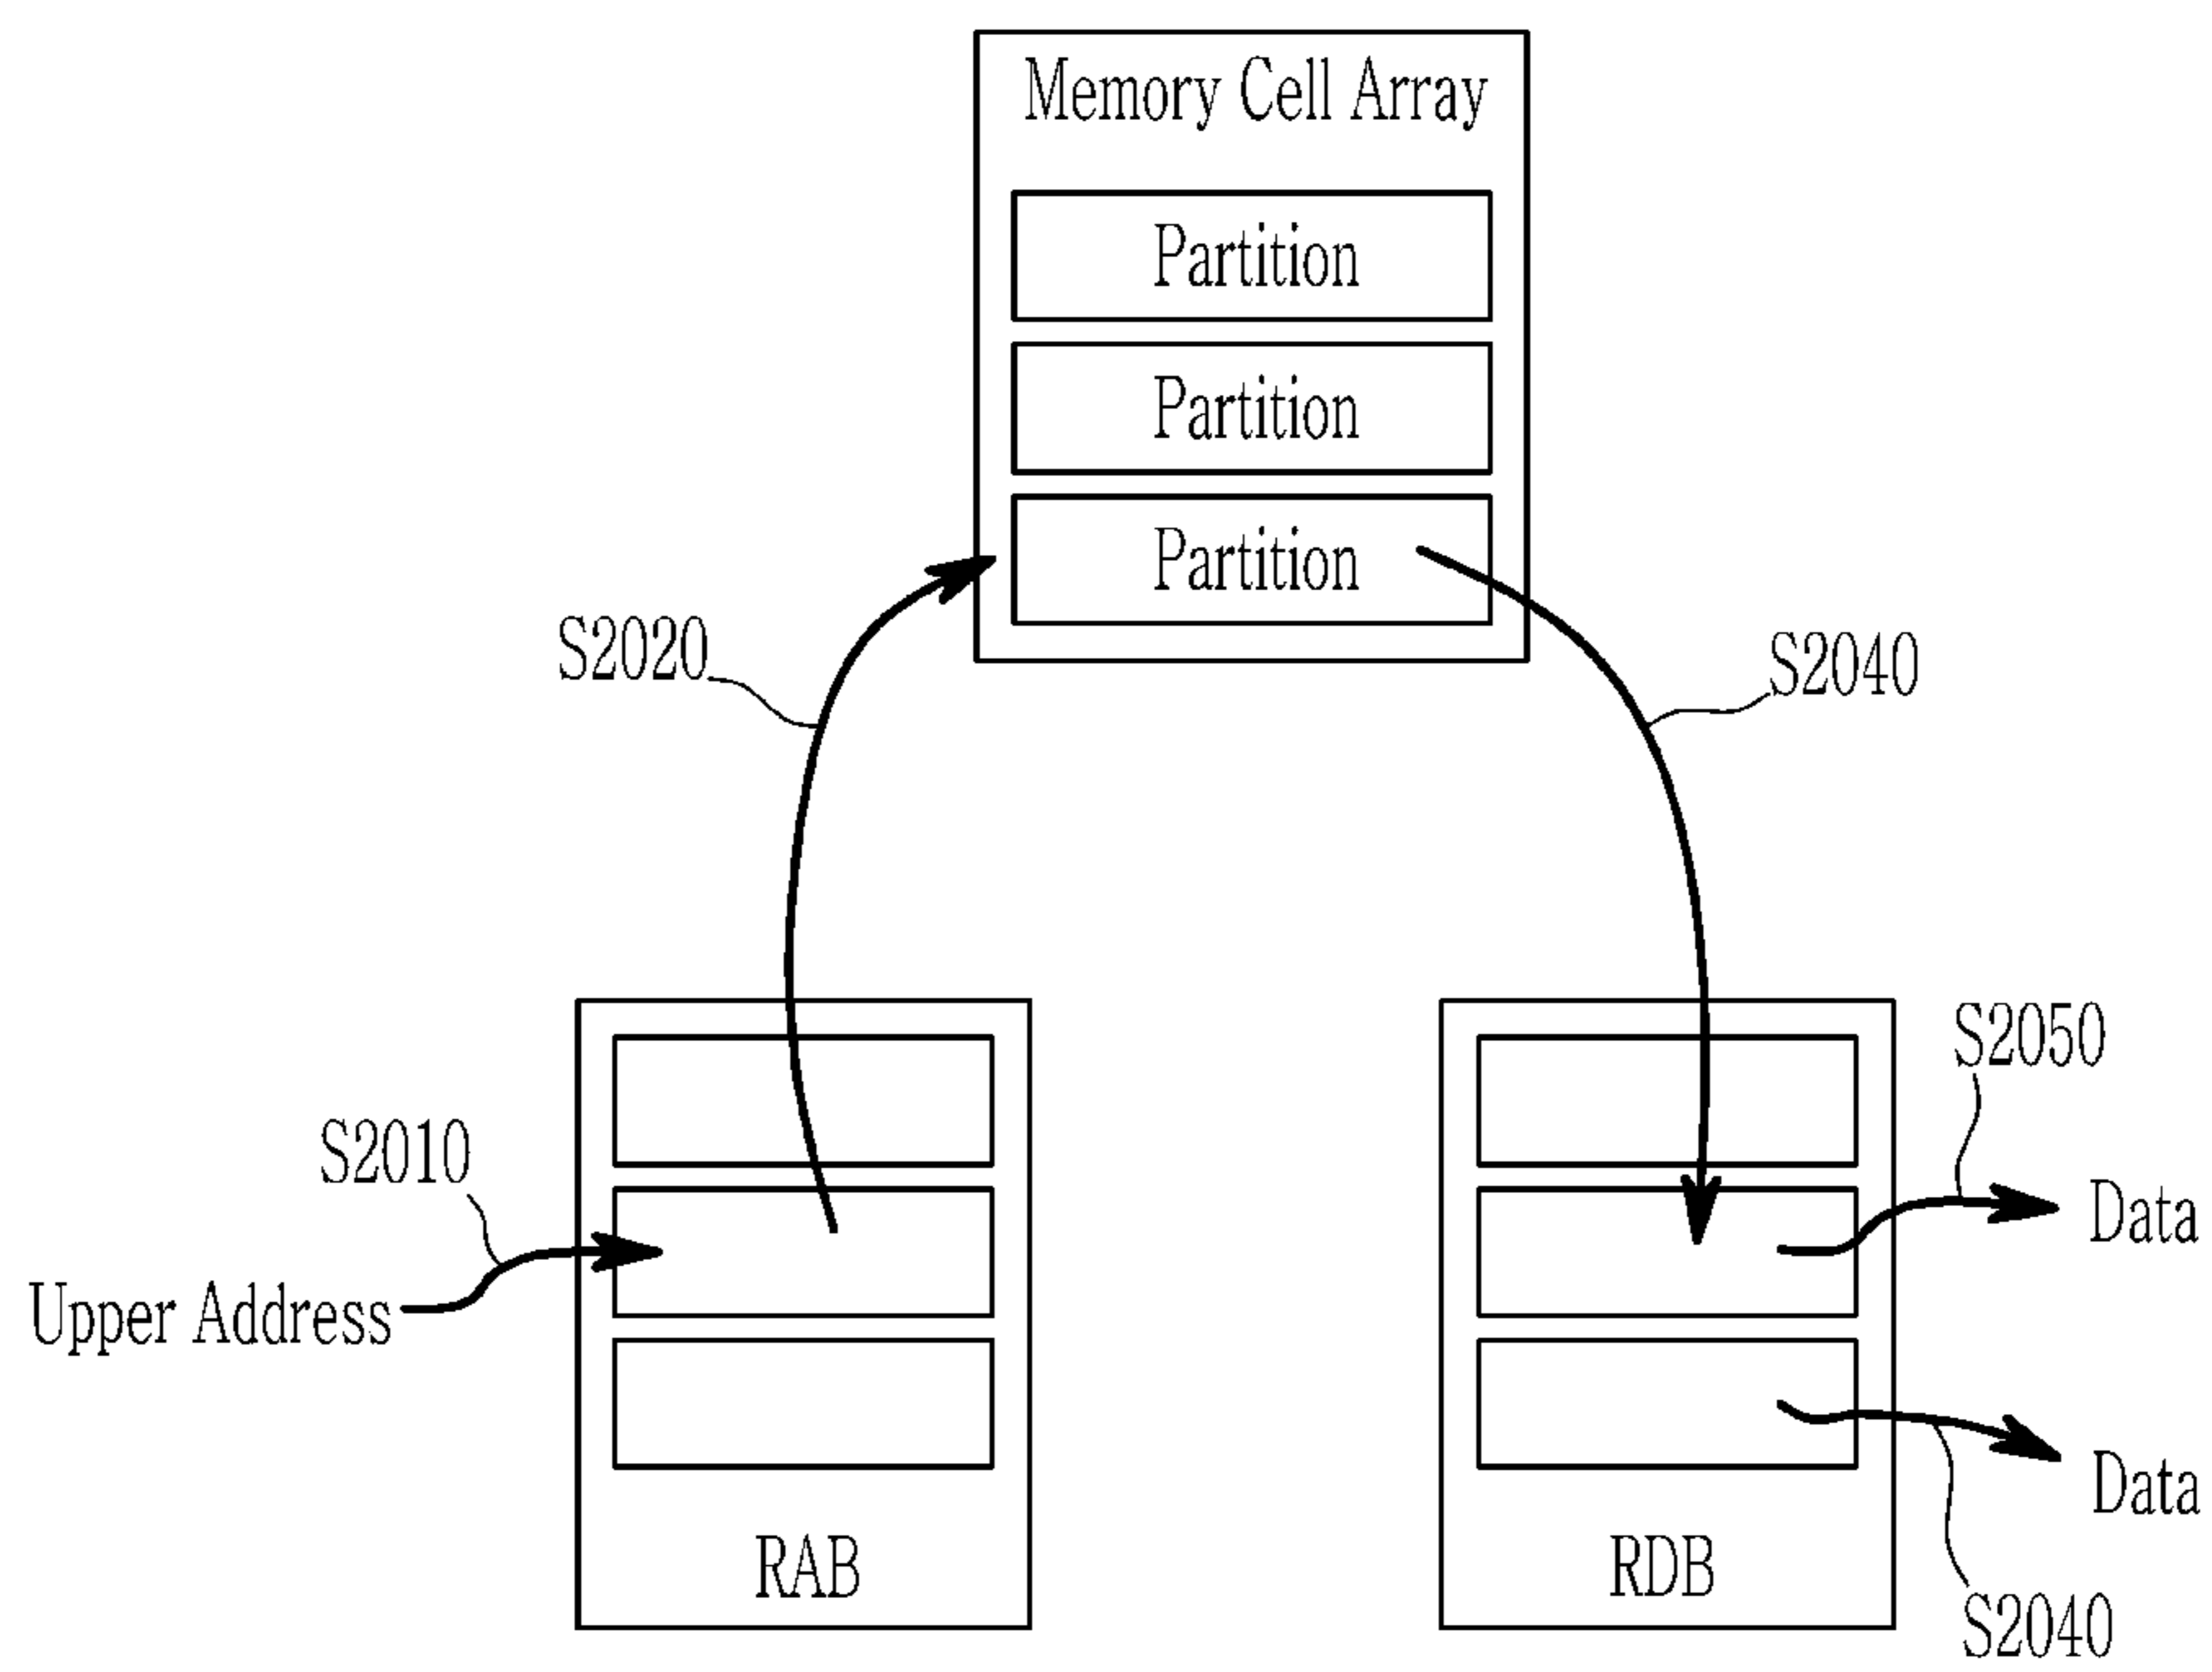 Memory Cell Array
Partition
Partition
Partition
S2020
S2040
S2050
S2010
Data
Upper Address
Data
RAB
RDB
S2040